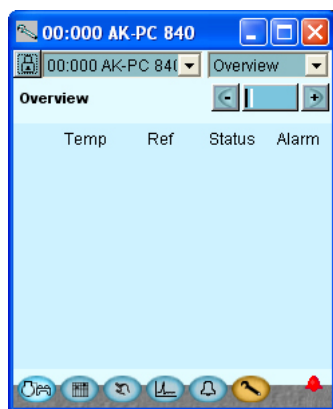 00:000 AK-PC 840
00:000 AK-PC 84( Overview
Overview
Temp Ref Status Alarm